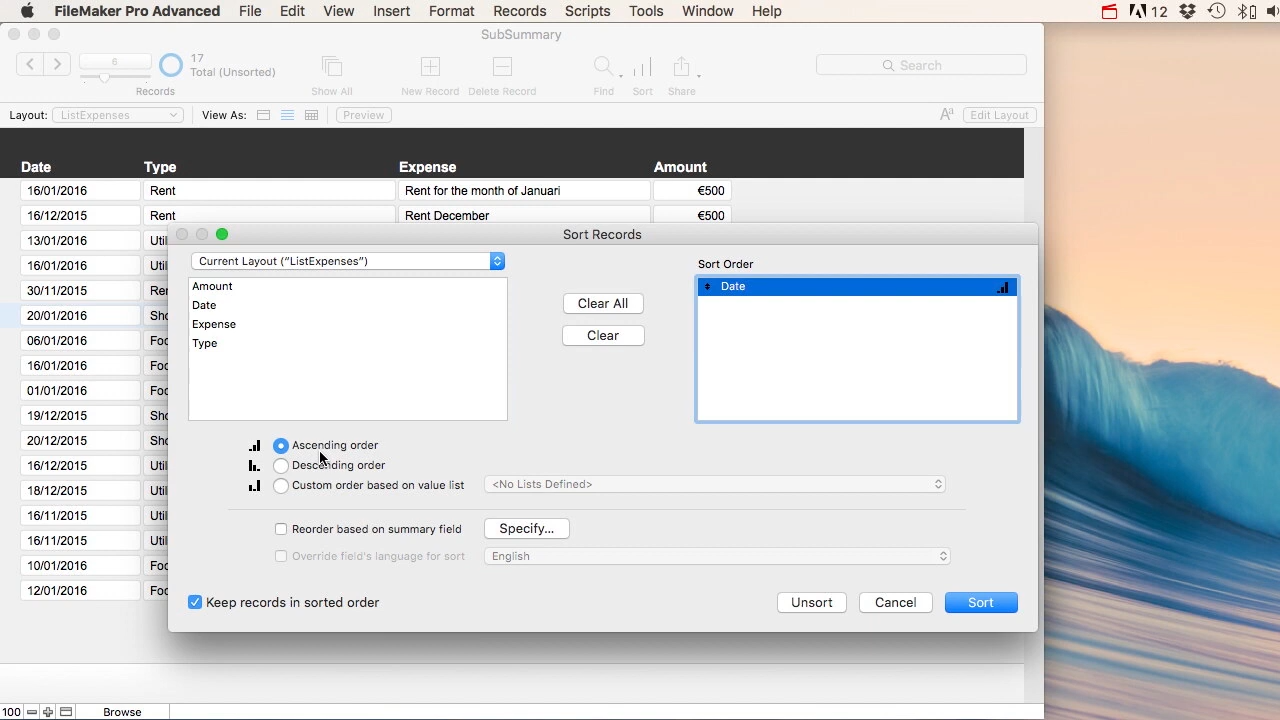 FileMaker Pro Advanced File Edit View Insert Format Records Scripts Tools Window Help 12
SubSummary
6
17
Total (Unsorted)
Records
Show All
New Record
Delete Record
Find
Sort
Share
Search
Layout: ListExpenses View As: Preview Aa Edit Layout
Date Type Expense Amount
16/01/2016 Rent Rent for the month of Januari €500
16/12/2015 Rent Rent December €500
13/01/2016 Util
16/01/2016 Util
30/11/2015 Ren
20/01/2016 Sho
06/01/2016 Foo
16/01/2016 Foo
01/01/2016 Foo
19/12/2015 Sho
20/12/2015 Sho
16/12/2015 Util
18/12/2015 Util
16/11/2015 Util
16/11/2015 Util
10/01/2016 Foo
12/01/2016 Foo
Sort Records
Current Layout (“ListExpenses”)
Amount
Date
Expense
Type
Clear All
Clear
Sort Order
Date
Ascending order
Descending order
Custom order based on value list <No Lists Defined>
Reorder based on summary field Specify...
Override field's language for sort English
Keep records in sorted order Unsort Cancel Sort
100 Browse